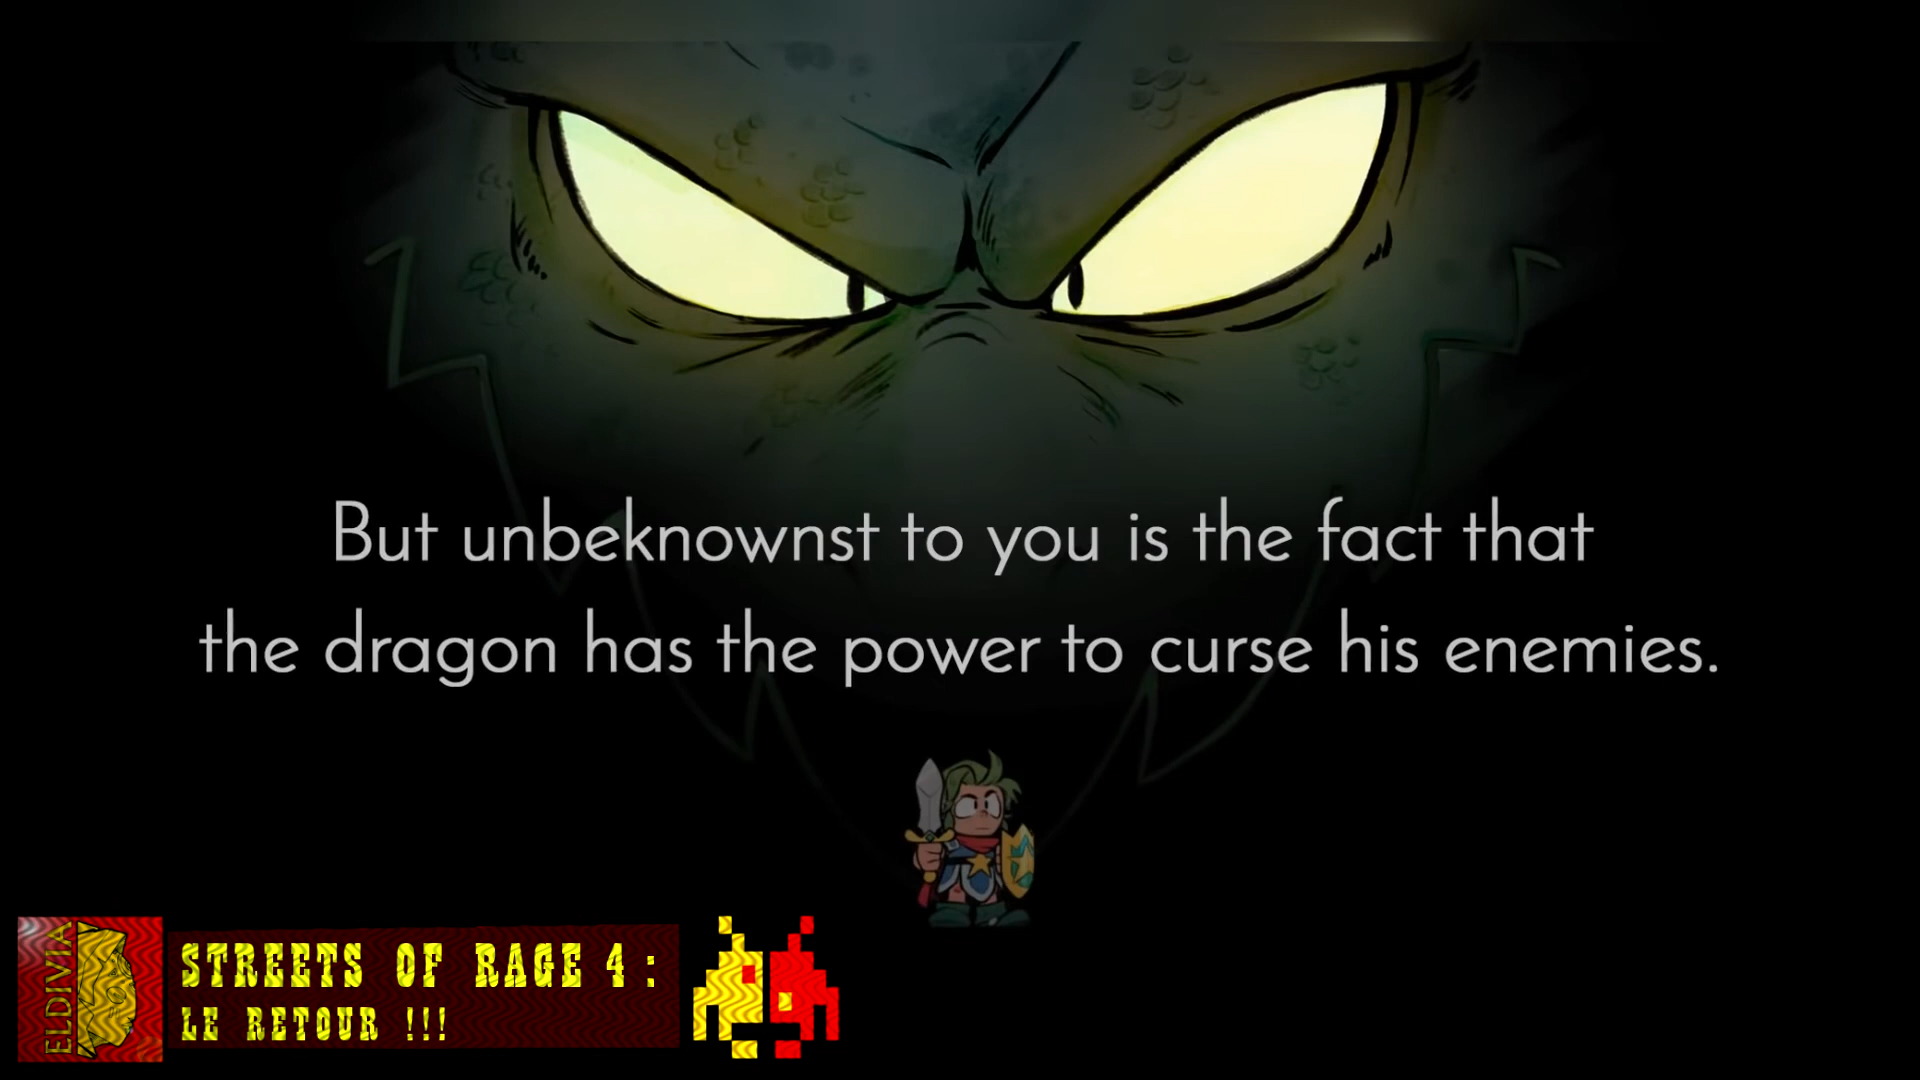 But unbeknownst to you is the fact that
the dragon has the power to curse his enemies.
ELDIVIA
STREETS OF RAGE 4 :
LE RETOUR !!!